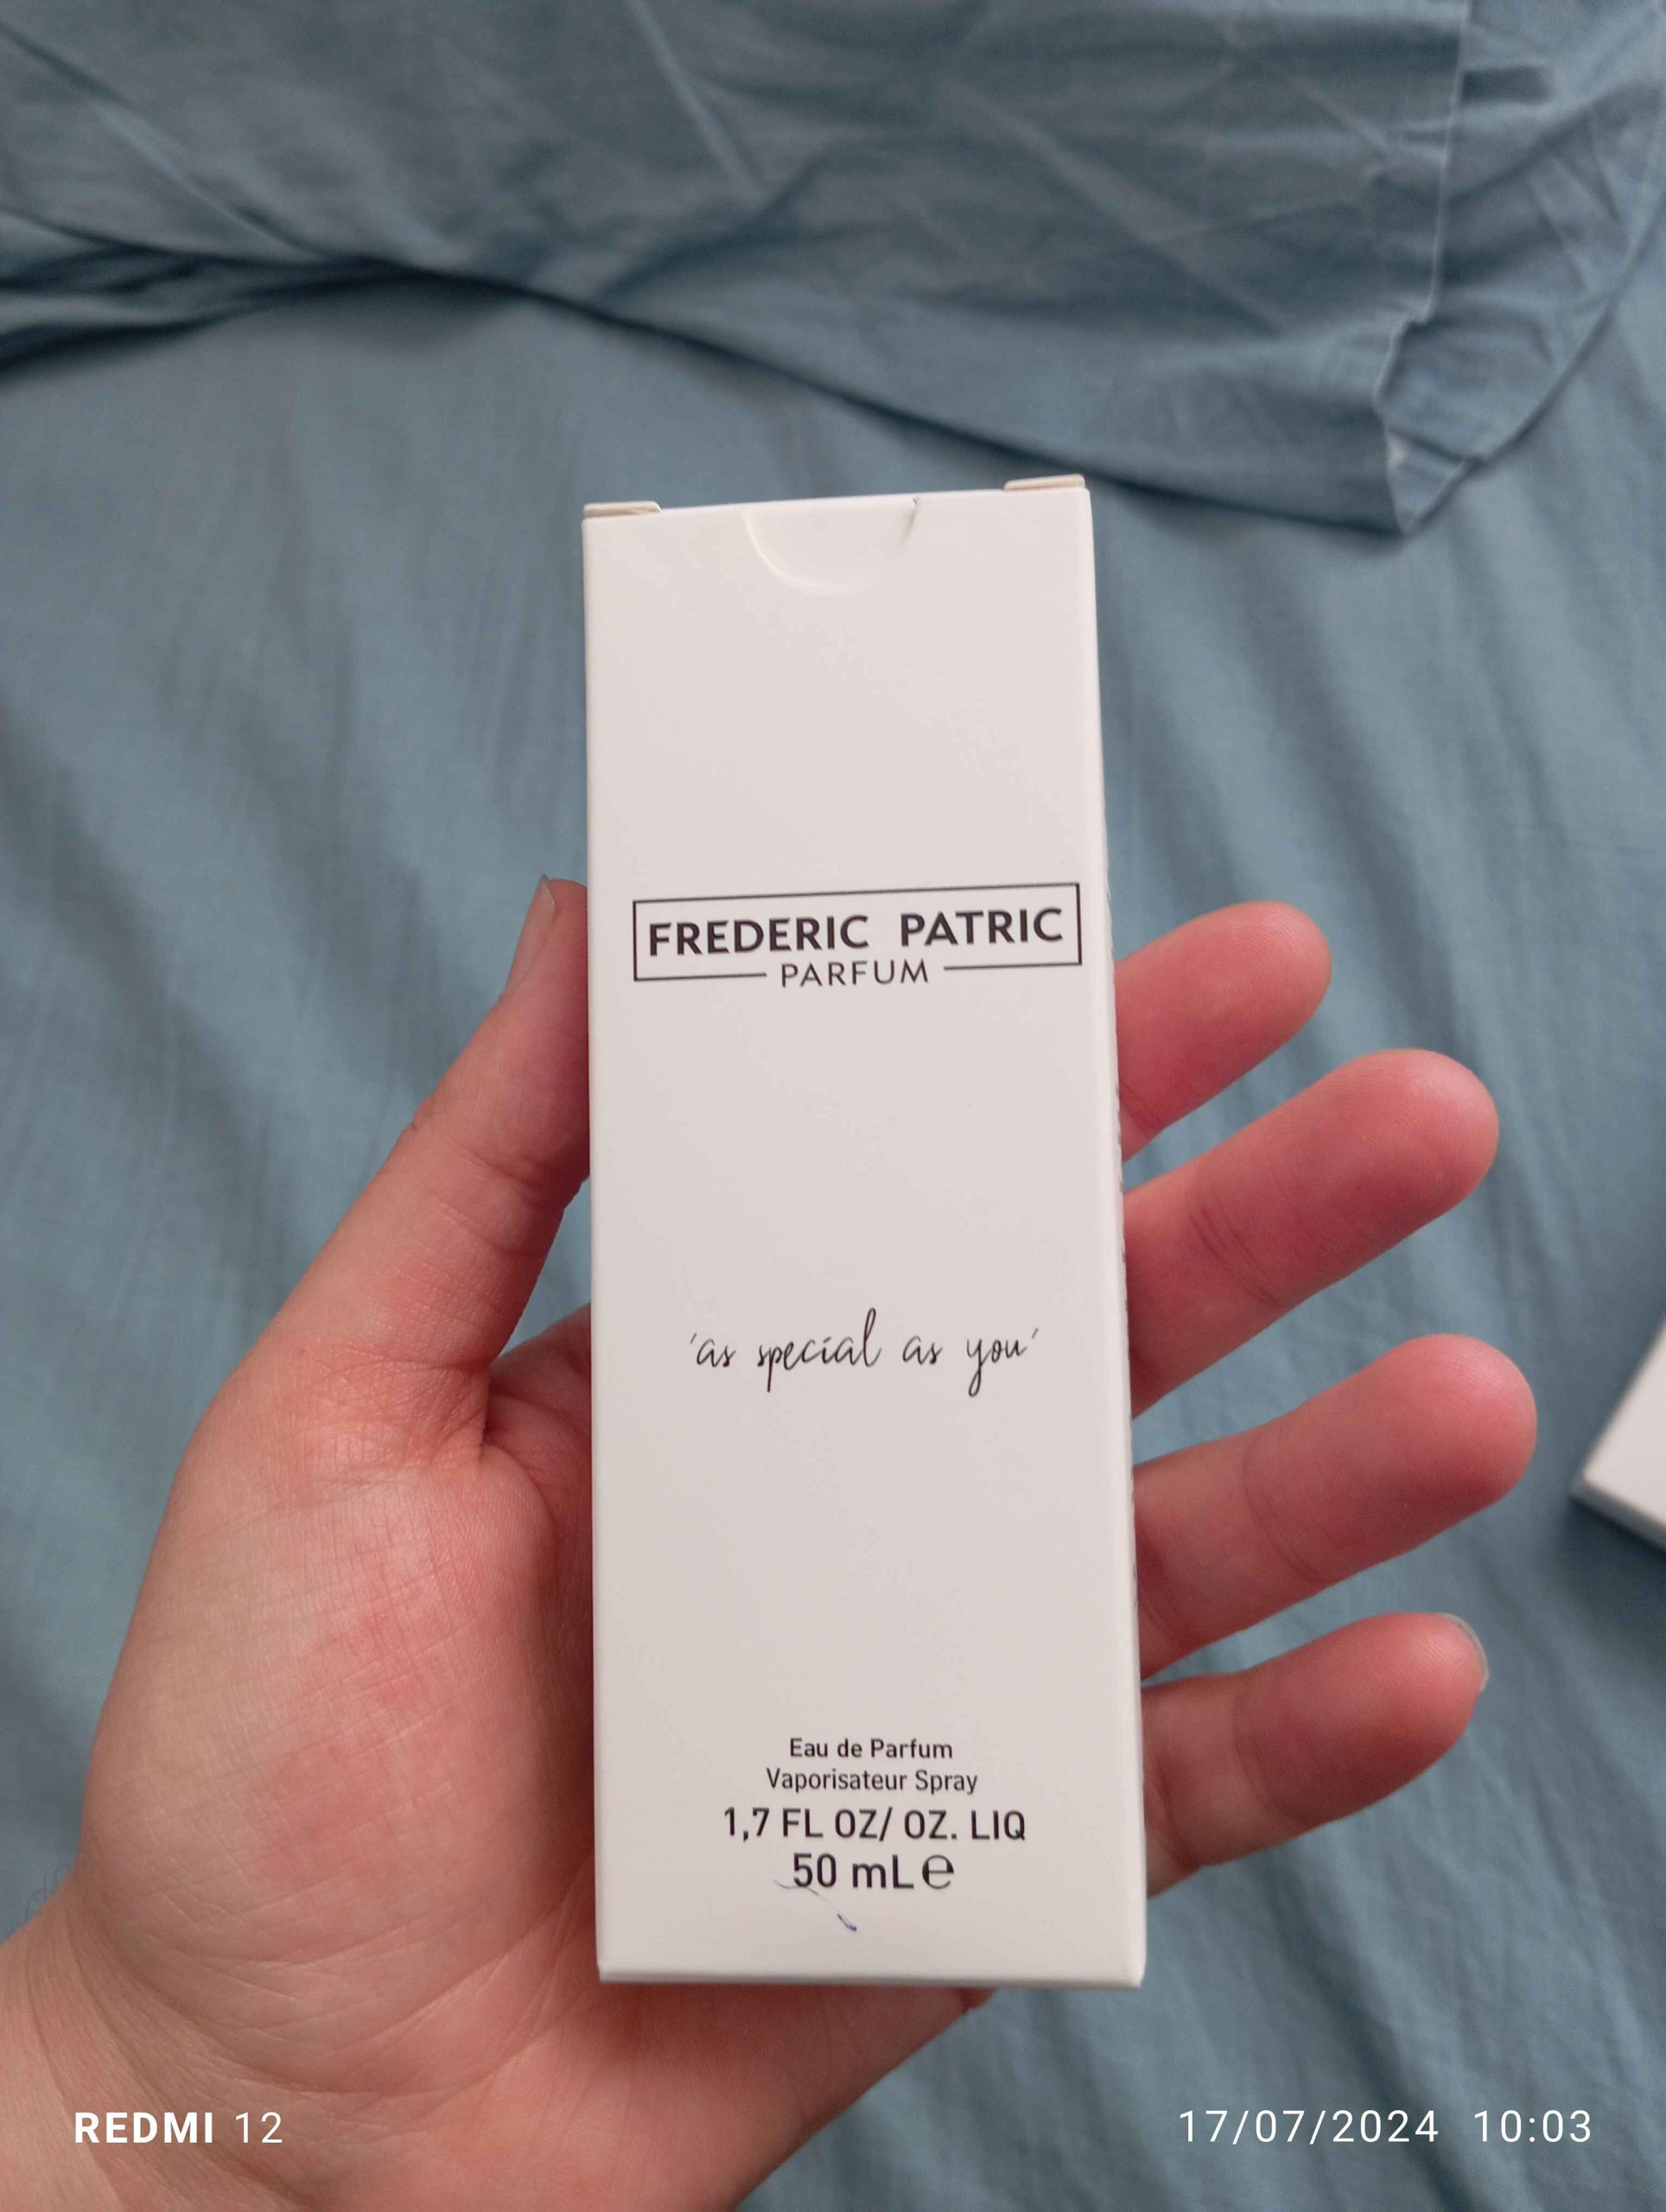 FREDERIC PATRIC
PARFUM
'as special as you'
Eau de Parfum
Vaporisateur Spray
1,7 FL OZ/ OZ. LIQ
50 mL ℮
REDMI 12
17/07/2024 10:03